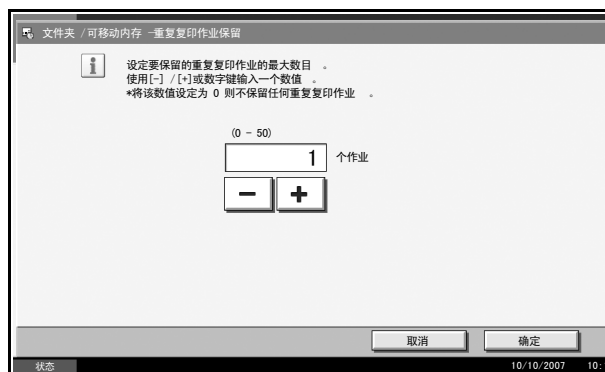 文件夹 /可移动内存 -重复复印作业保留
设定要保留的重复复印作业的最大数目 。
使用[-] /[+]或数字键输入一个数值 。
*将该数值设定为 0 则不保留任何重复复印作业 。
(0 - 50)
1 个作业
取消 确定
状态 10/10/2007 10: